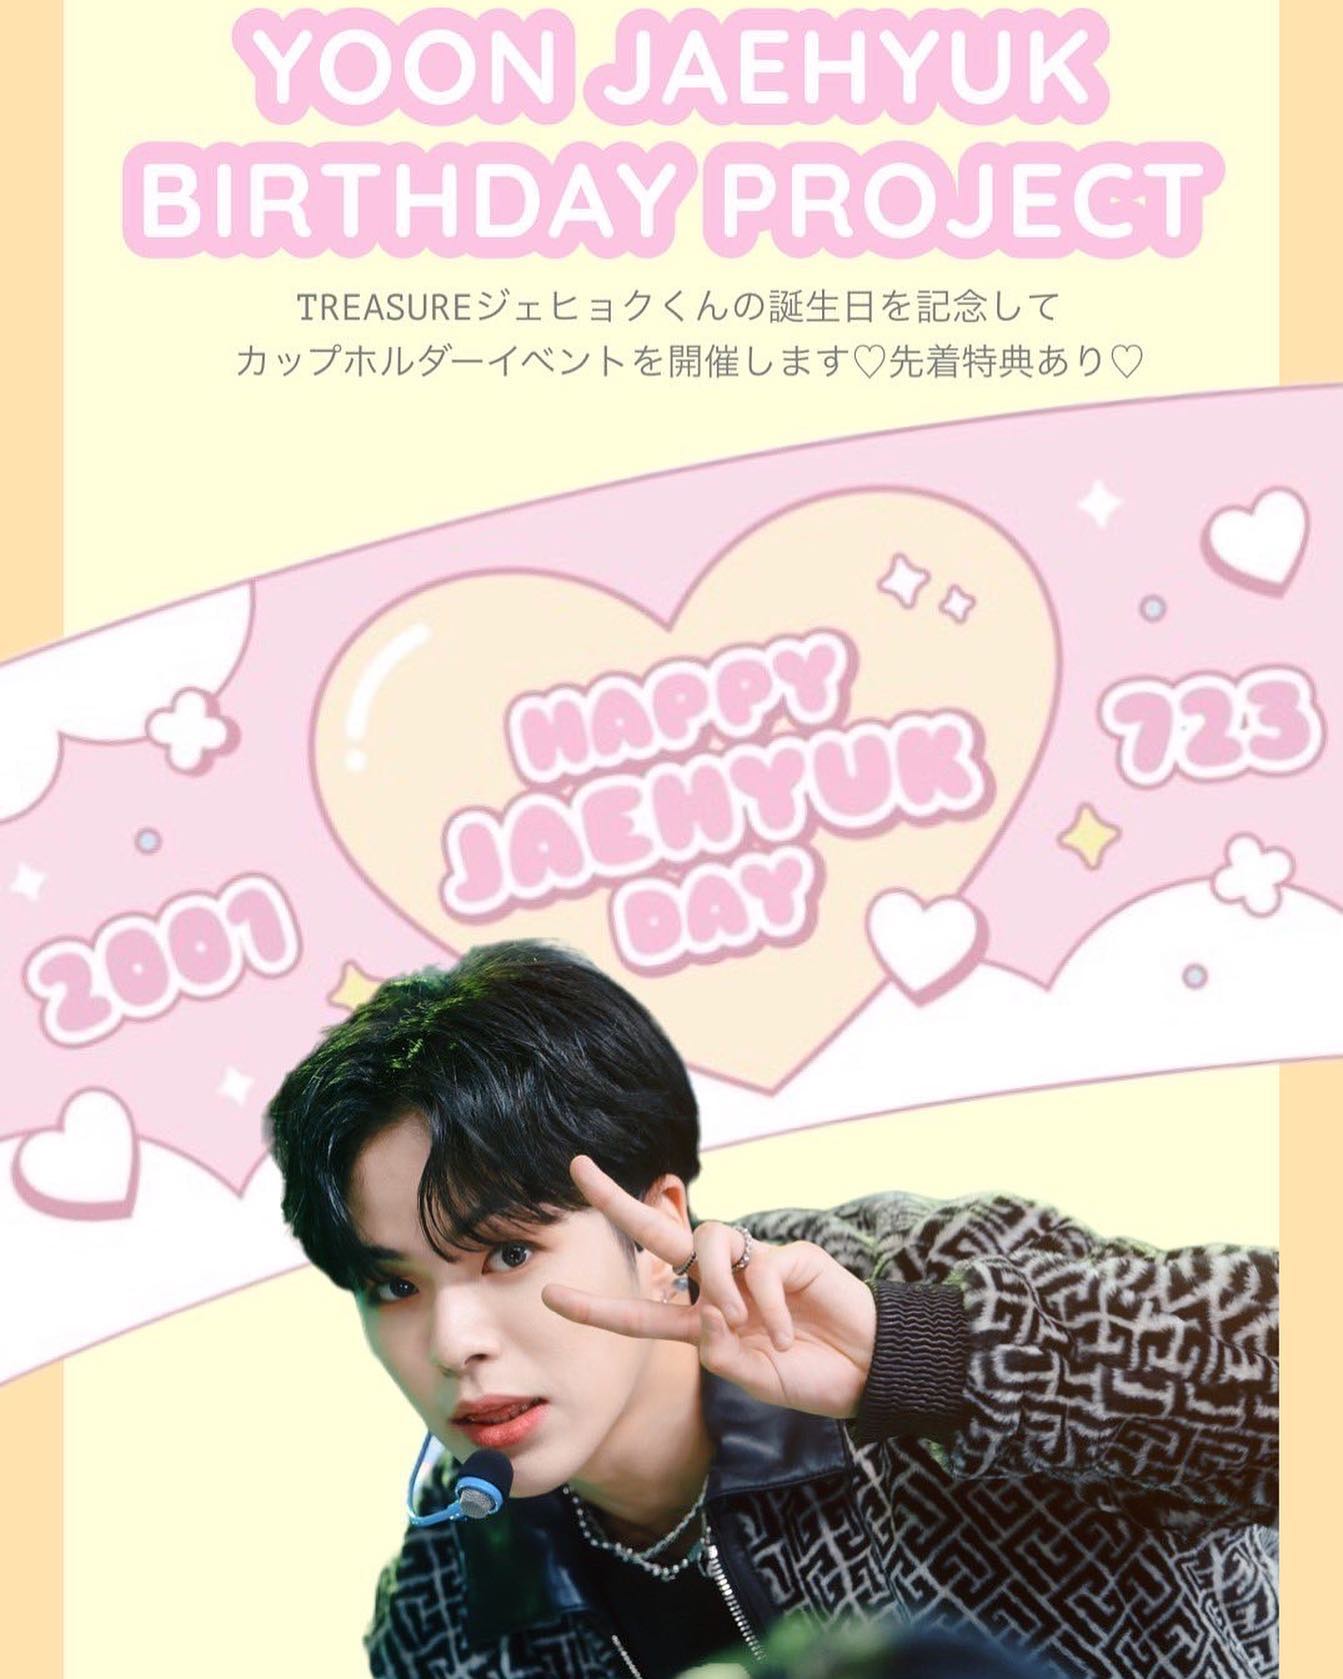 YOON JAEHYUK
BIRTHDAY PROJECT
TREASUREジェヒョクくんの誕生日を記念して
カップホルダーイベントを開催します♡先着特典あり♡
HAPPY
JAEHYUK
DAY
723
2001